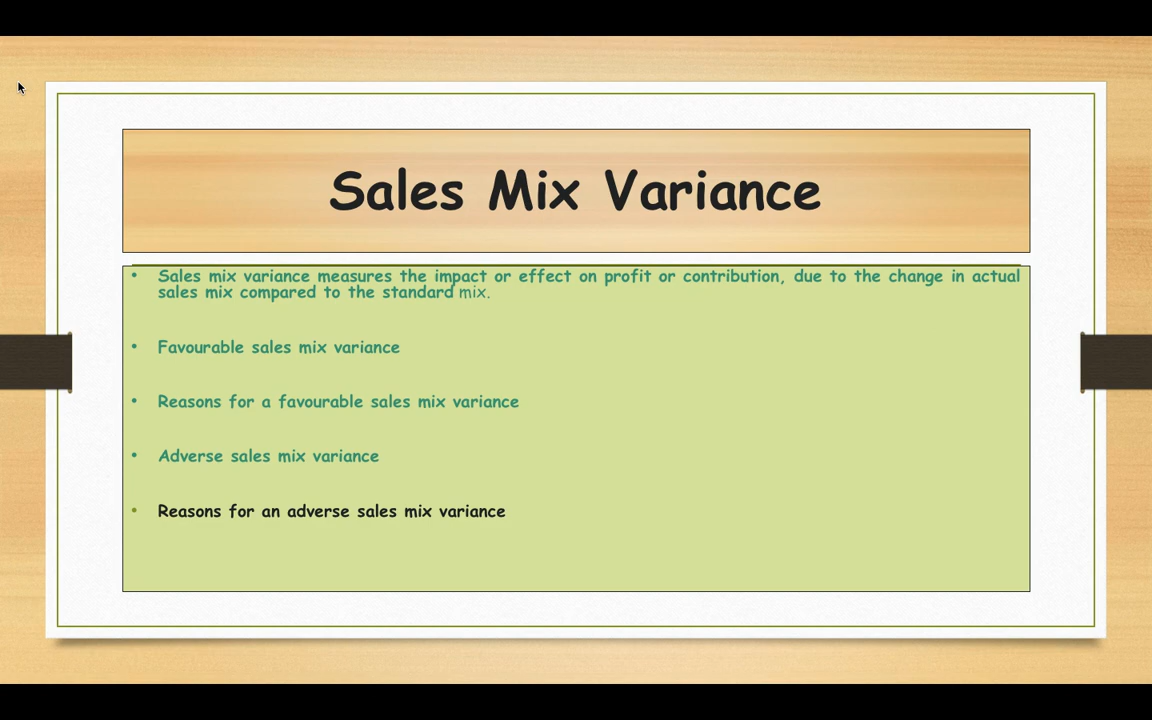 Sales Mix Variance
• Sales mix variance measures the impact or effect on profit or contribution, due to the change in actual
sales mix compared to the standard mix.
• Favourable sales mix variance
• Reasons for a favourable sales mix variance
• Adverse sales mix variance
• Reasons for an adverse sales mix variance